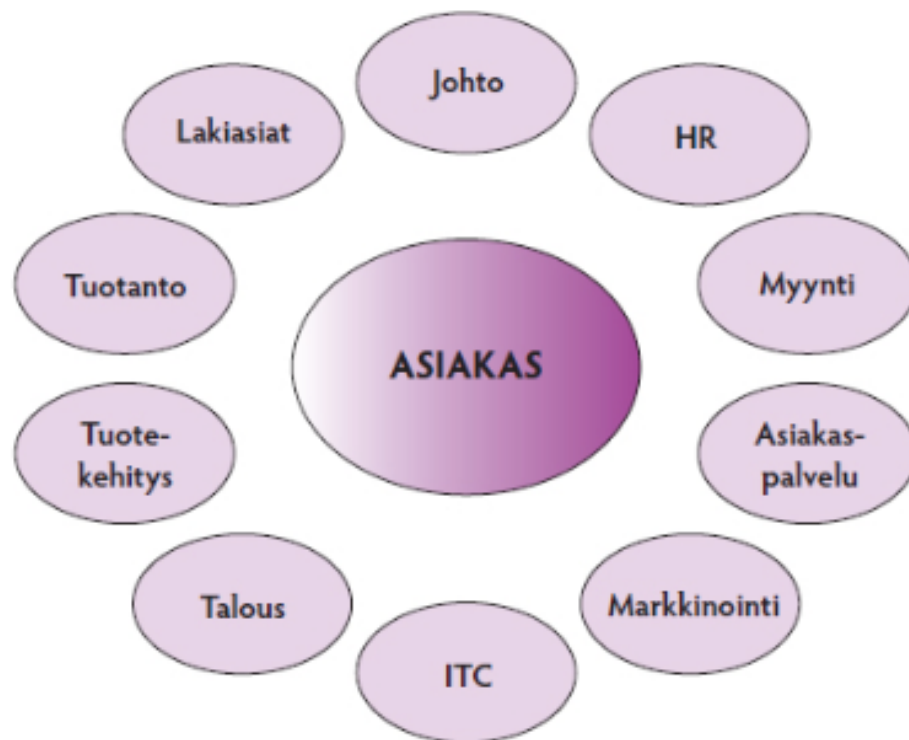 Johto
Lakiasiat
HR
Tuotanto
Myynti
ASIAKAS
Tuote-
kehitys
Asiakas-
palvelu
Talous
Markkinointi
ITC